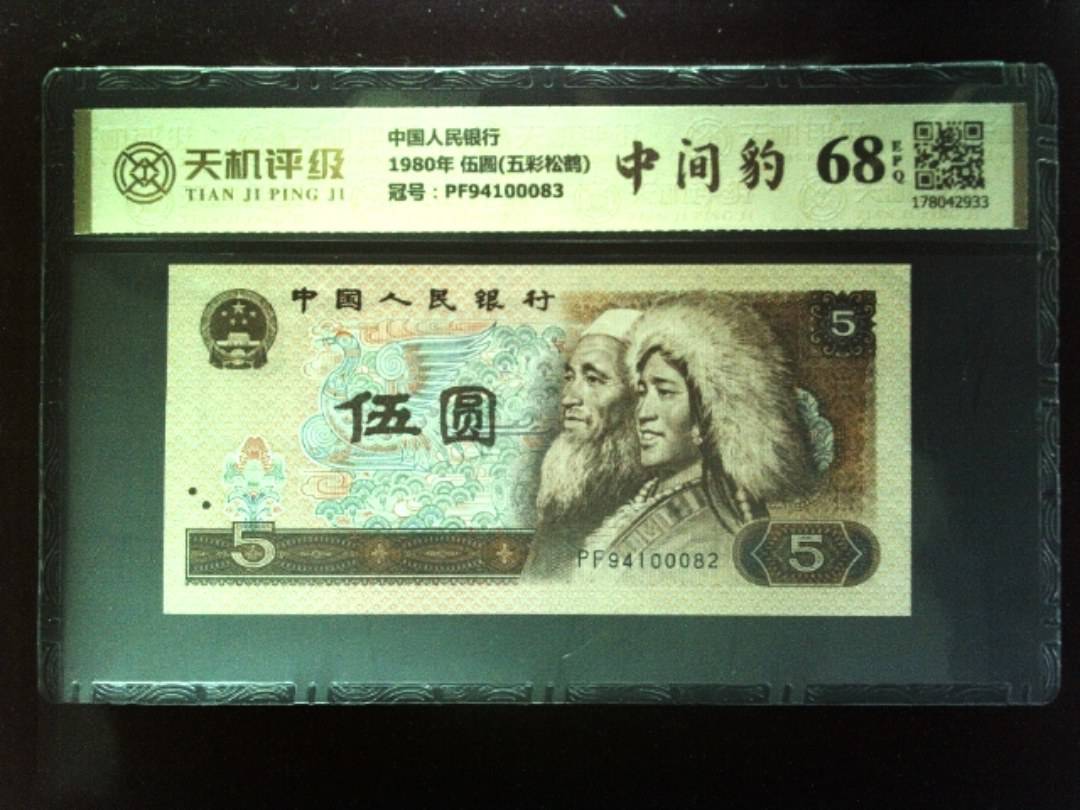 天机评级
TIAN JI PING JI
中国人民银行
1980年 伍圆(五彩松鹤)
冠号：PF94100083
中间豹
68
EPQ
178042933
中国人民银行
5
伍圆
5
PF94100082
5